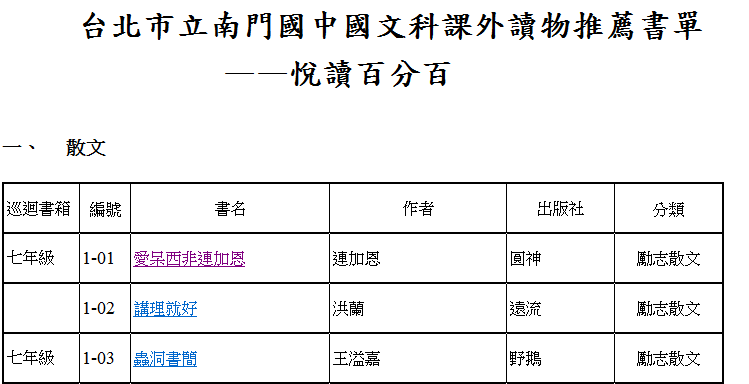 台北市立南門國中國文科課外讀物推薦書單
——悅讀百分百
一、 散文
巡迴書箱 編號 書名 作者 出版社 分類
七年級 1-01 愛呆西非連加恩 連加恩 圓神 勵志散文
1-02 講理就好 洪蘭 遠流 勵志散文
七年級 1-03 蟲洞書簡 王溢嘉 野鵝 勵志散文